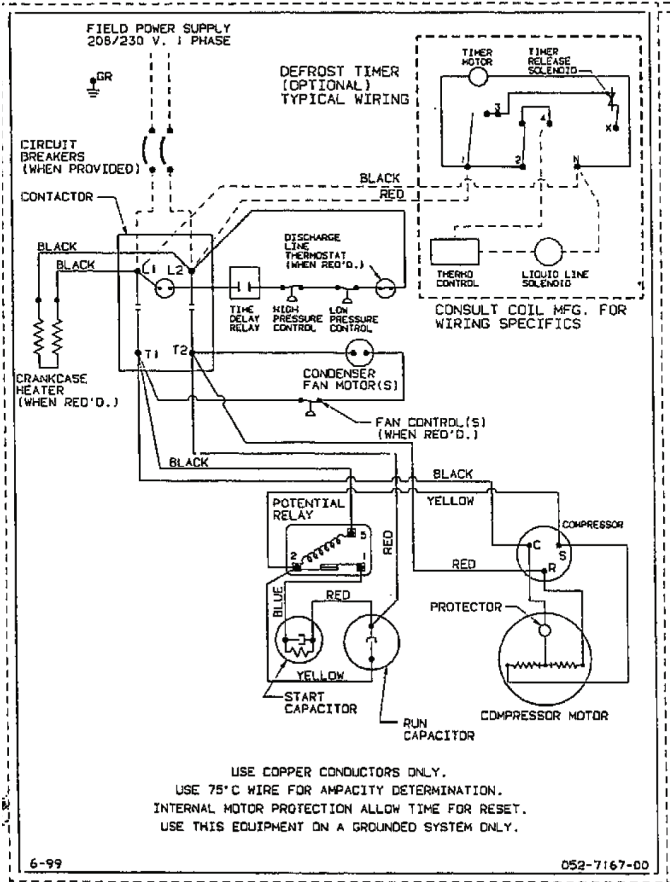 FIELD POWER SUPPLY
208/230 V. 1 PHASE
GR
DEFROST TIMER
(OPTIONAL)
TYPICAL WIRING
TIMER
MOTOR
TIMER
RELEASE
SOLENOID
3
4
X
1
2
N
CIRCUIT
BREAKERS
(WHEN PROVIDED)
BLACK
RED
CONTACTOR
THERMO
CONTROL
LIQUID LINE
SOLENOID
CONSULT COIL MFG. FOR
WIRING SPECIFICS
BLACK
BLACK
L1
L2
DISCHARGE
LINE
THERMOSTAT
(WHEN REQ'D.)
TIME
DELAY
RELAY
HIGH
PRESSURE
CONTROL
LOW
PRESSURE
CONTROL
T1
T2
CRANKCASE
HEATER
(WHEN REQ'D.)
CONDENSER
FAN MOTOR(S)
FAN CONTROL(S)
(WHEN REQ'D.)
BLACK
BLACK
YELLOW
POTENTIAL
RELAY
5
2
1
RED
COMPRESSOR
C
S
R
RED
BLUE
RED
PROTECTOR
YELLOW
START
CAPACITOR
RUN
CAPACITOR
COMPRESSOR MOTOR
USE COPPER CONDUCTORS ONLY.
USE 75°C WIRE FOR AMPACITY DETERMINATION.
INTERNAL MOTOR PROTECTION ALLOW TIME FOR RESET.
USE THIS EQUIPMENT ON A GROUNDED SYSTEM ONLY.
6-99
052-7167-00